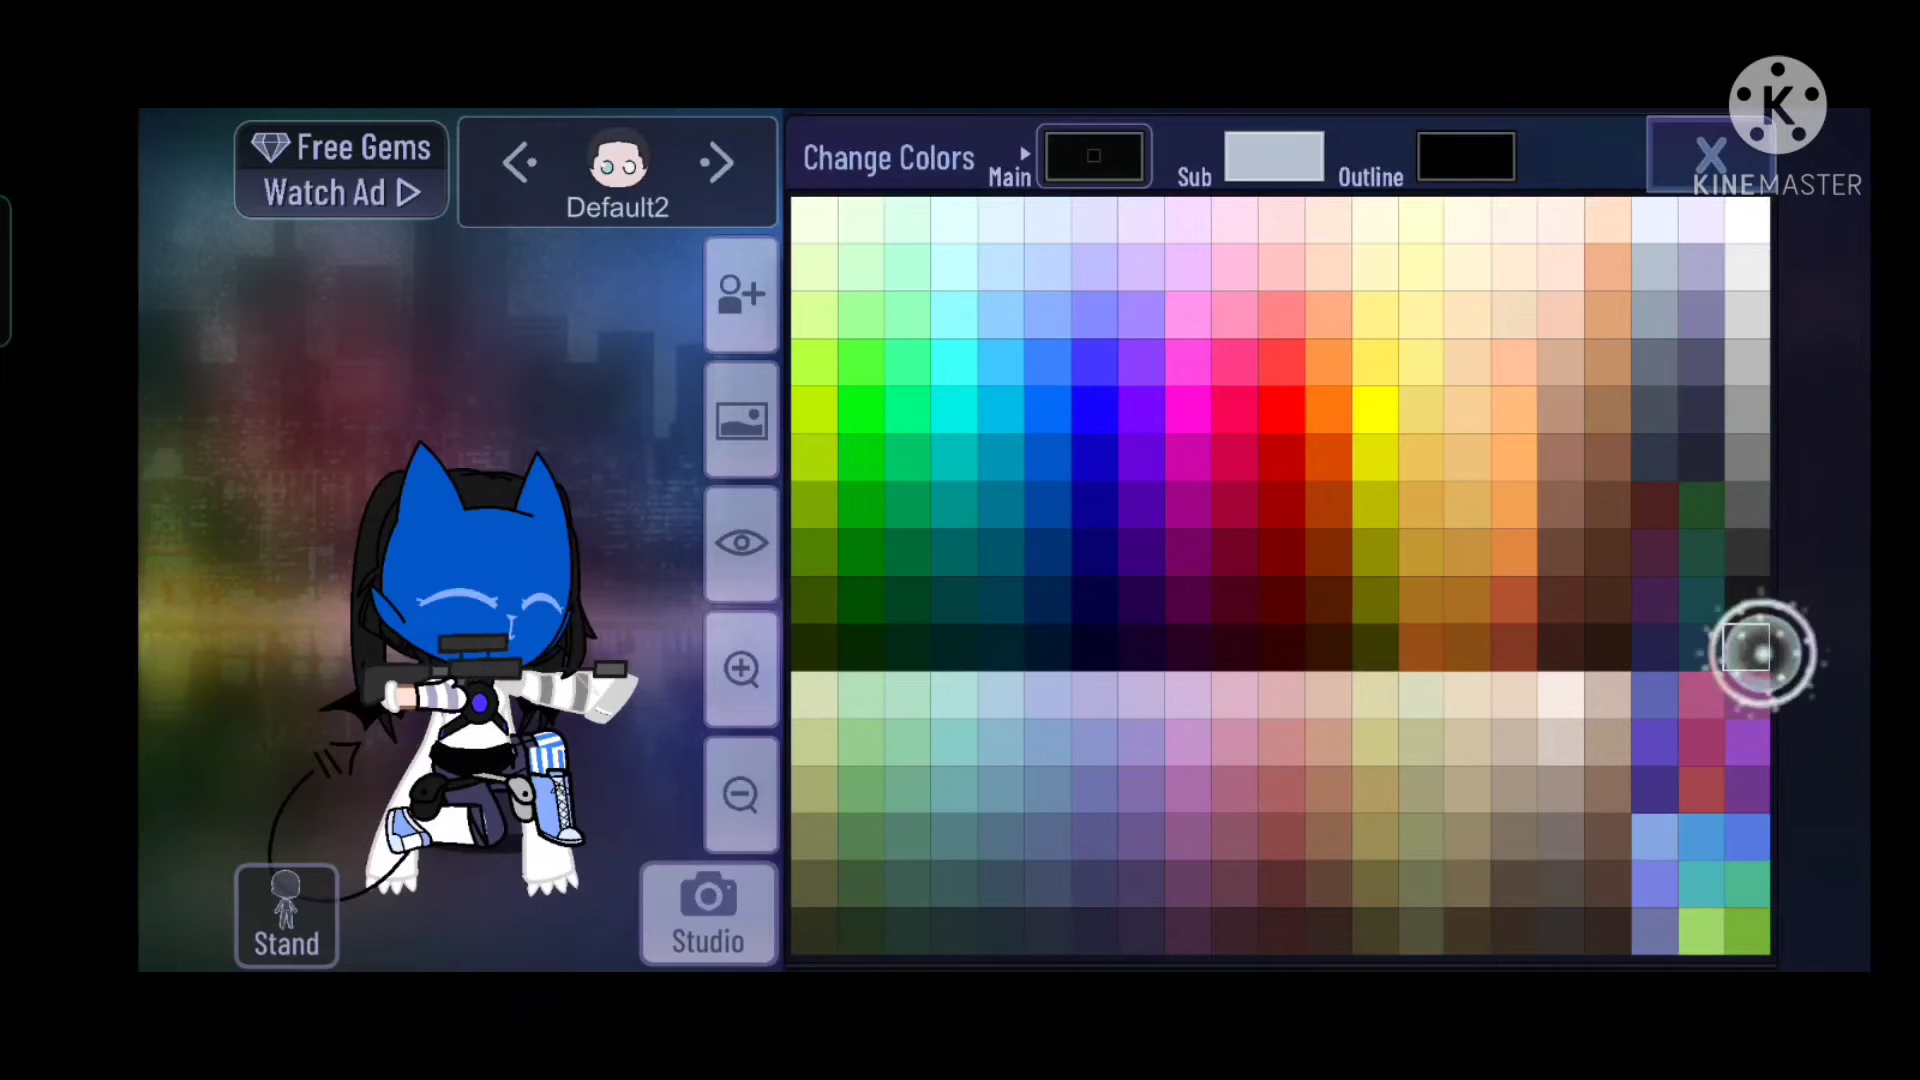 Free Gems
Watch Ad
Default2
Change Colors
Main
Sub
Outline
X
K
KINEMASTER
Stand
Studio